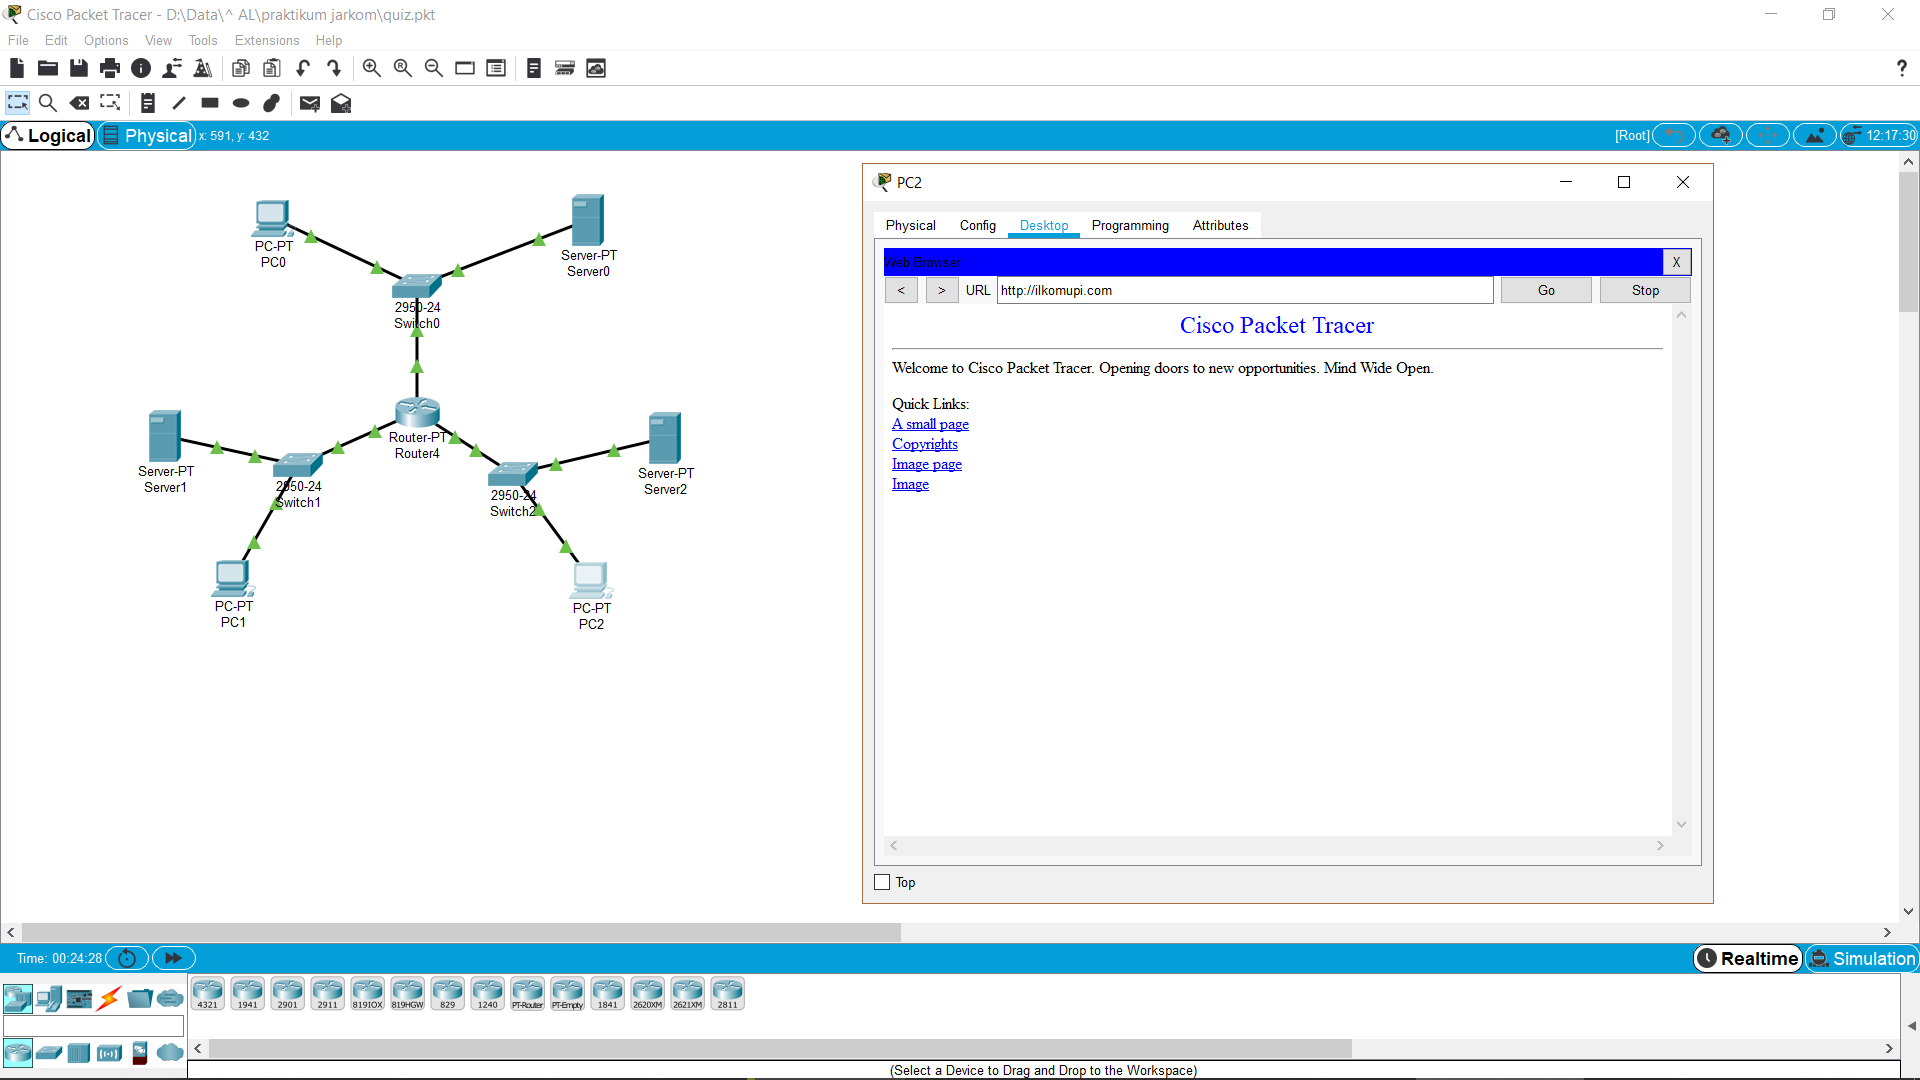 Cisco Packet Tracer - D:\Data\^ AL\praktikum jarkom\quiz.pkt
File Edit Options View Tools Extensions Help
?
Logical Physical x: 591, y: 432 [Root] 12:17:30
PC-PT
PC0
Server-PT
Server0
2950-24
Switch0
Router-PT
Router4
Server-PT
Server1
2950-24
Switch1
2950-24
Switch2
Server-PT
Server2
PC-PT
PC1
PC-PT
PC2
PC2
Physical Config Desktop Programming Attributes
Web Browser X
< > URL http://ilkomupi.com Go Stop
Cisco Packet Tracer
Welcome to Cisco Packet Tracer. Opening doors to new opportunities. Mind Wide Open.
Quick Links:
A small page
Copyrights
Image page
Image
Top
Time: 00:24:28 Realtime Simulation
4321 1941 2901 2911 819IOX 819HGW 829 1240 PT-Router PT-Empty 1841 2620XM 2621XM 2811
(Select a Device to Drag and Drop to the Workspace)